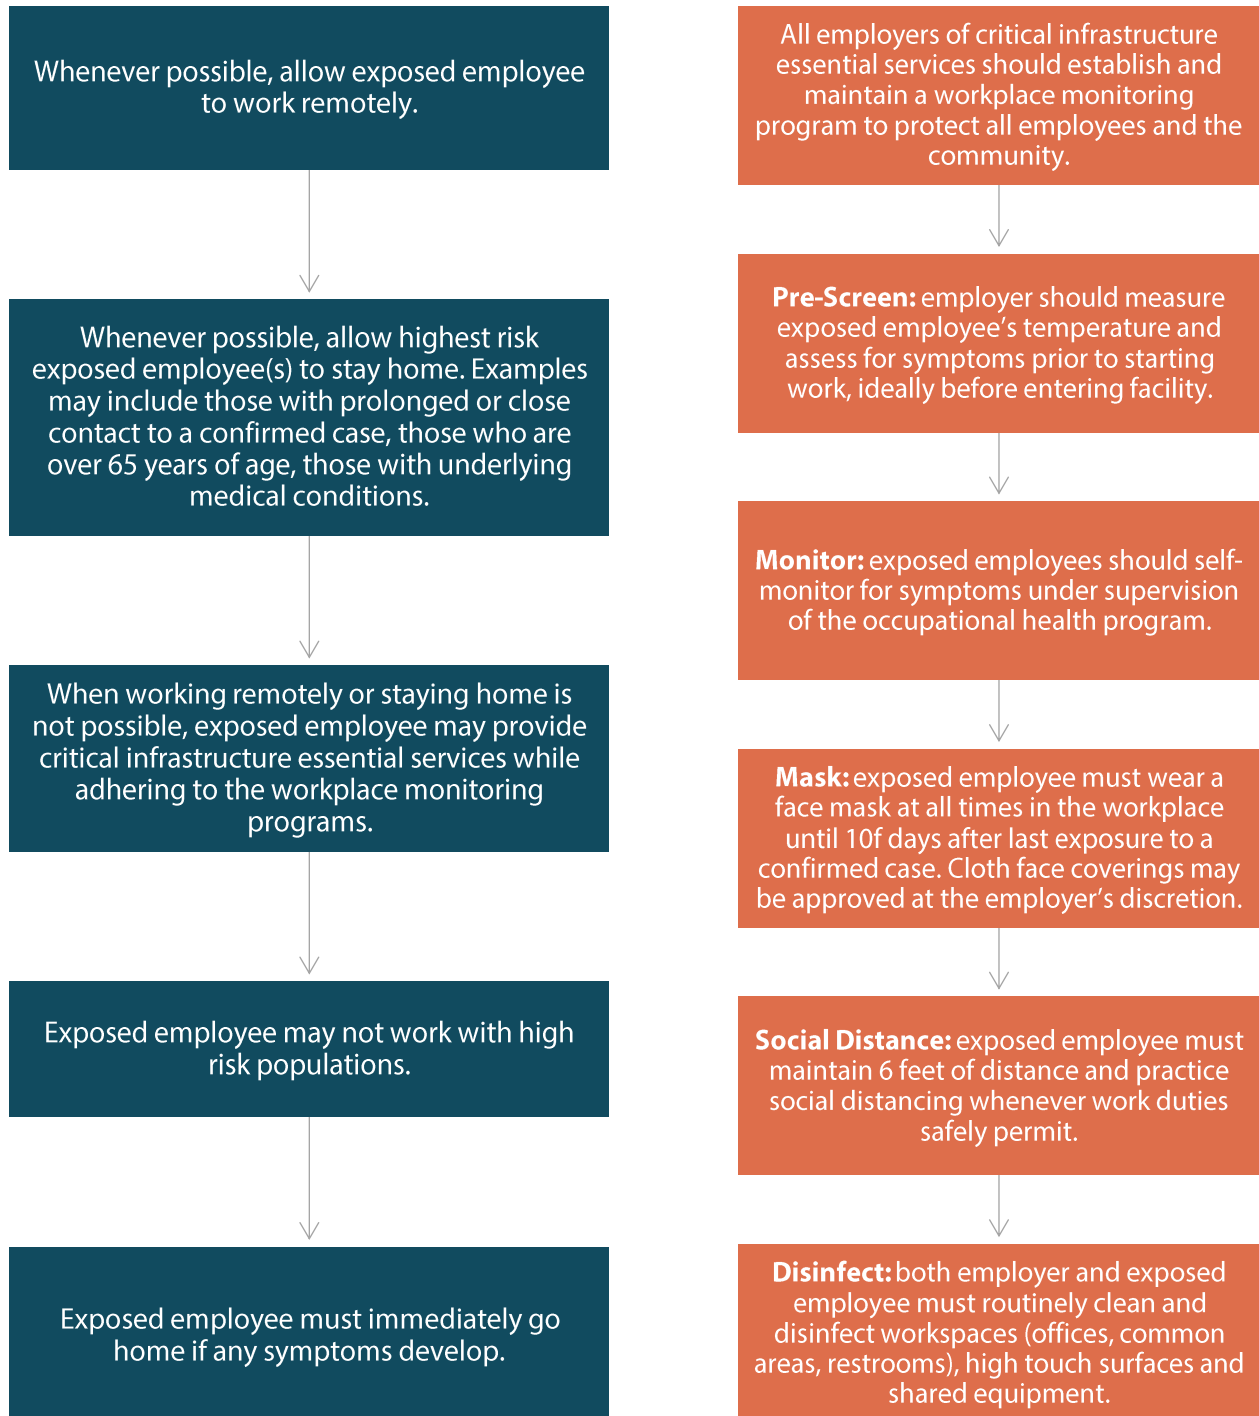 Whenever possible, allow exposed employee
to work remotely.
Whenever possible, allow highest risk
exposed employee(s) to stay home. Examples
may include those with prolonged or close
contact to a confirmed case, those who are
over 65 years of age, those with underlying
medical conditions.
When working remotely or staying home is
not possible, exposed employee may provide
critical infrastructure essential services while
adhering to the workplace monitoring
programs.
Exposed employee may not work with high
risk populations.
Exposed employee must immediately go
home if any symptoms develop.
All employers of critical infrastructure
essential services should establish and
maintain a workplace monitoring
program to protect all employees and the
community.
Pre-Screen: employer should measure
exposed employee’s temperature and
assess for symptoms prior to starting
work, ideally before entering facility.
Monitor: exposed employees should self-
monitor for symptoms under supervision
of the occupational health program.
Mask: exposed employee must wear a
face mask at all times in the workplace
until 10f days after last exposure to a
confirmed case. Cloth face coverings may
be approved at the employer’s discretion.
Social Distance: exposed employee must
maintain 6 feet of distance and practice
social distancing whenever work duties
safely permit.
Disinfect: both employer and exposed
employee must routinely clean and
disinfect workspaces (offices, common
areas, restrooms), high touch surfaces and
shared equipment.